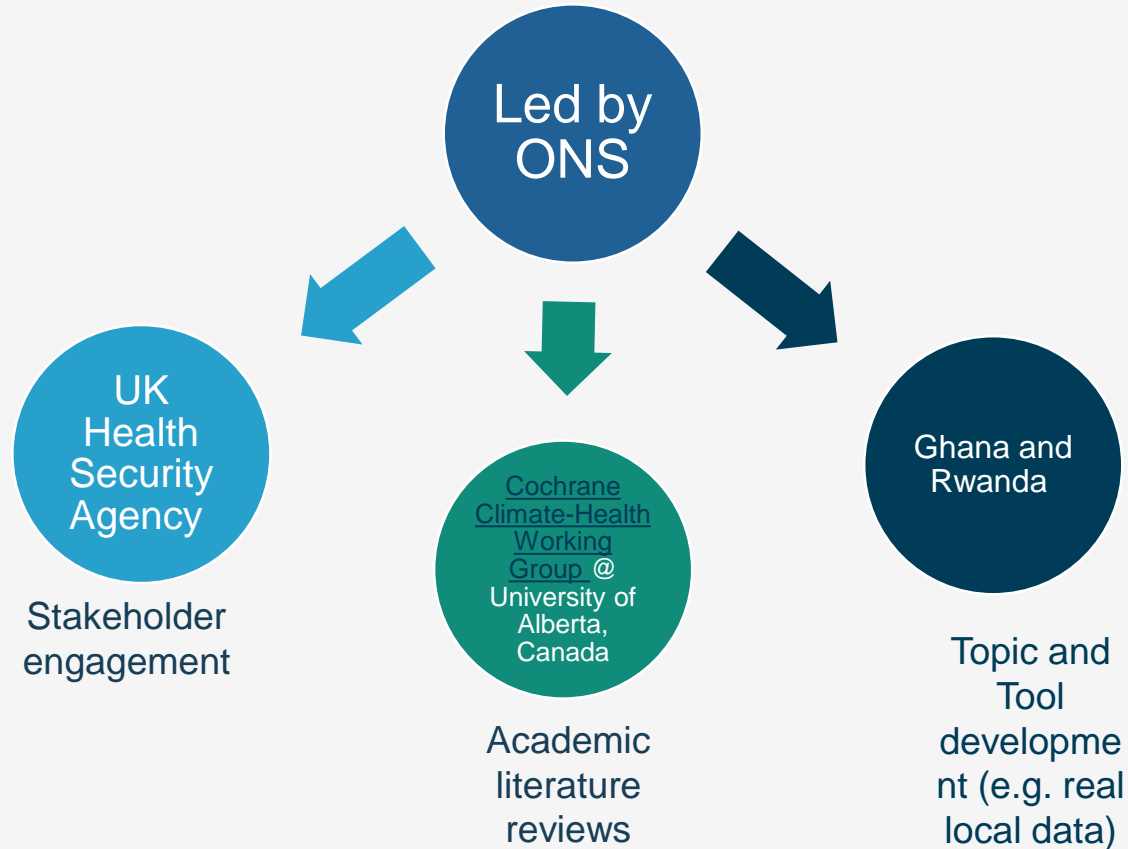 Led by
ONS
UK
Health
Security
Agency
Stakeholder
engagement
Cochrane
Climate-Health
Working
Group @
University of
Alberta,
Canada
Academic
literature
reviews
Ghana and
Rwanda
Topic and
Tool
developme
nt (e.g. real
local data)